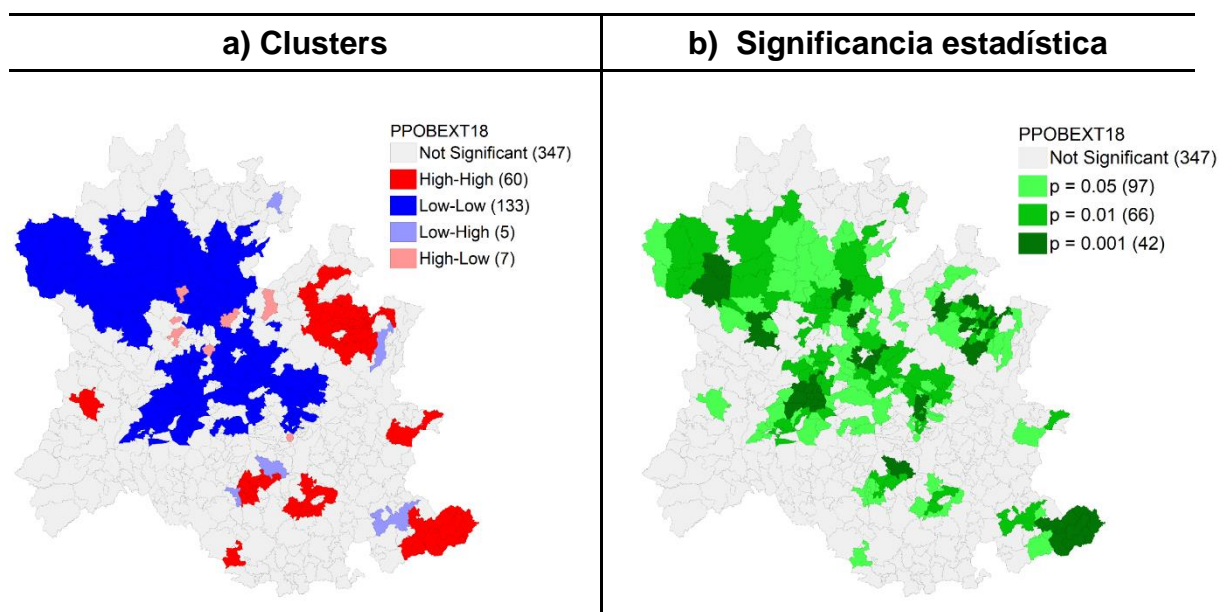 a) Clusters
b) Significancia estadística
PPOBEXT18
Not Significant (347)
High-High (60)
Low-Low (133)
Low-High (5)
High-Low (7)
PPOBEXT18
Not Significant (347)
p = 0.05 (97)
p = 0.01 (66)
p = 0.001 (42)